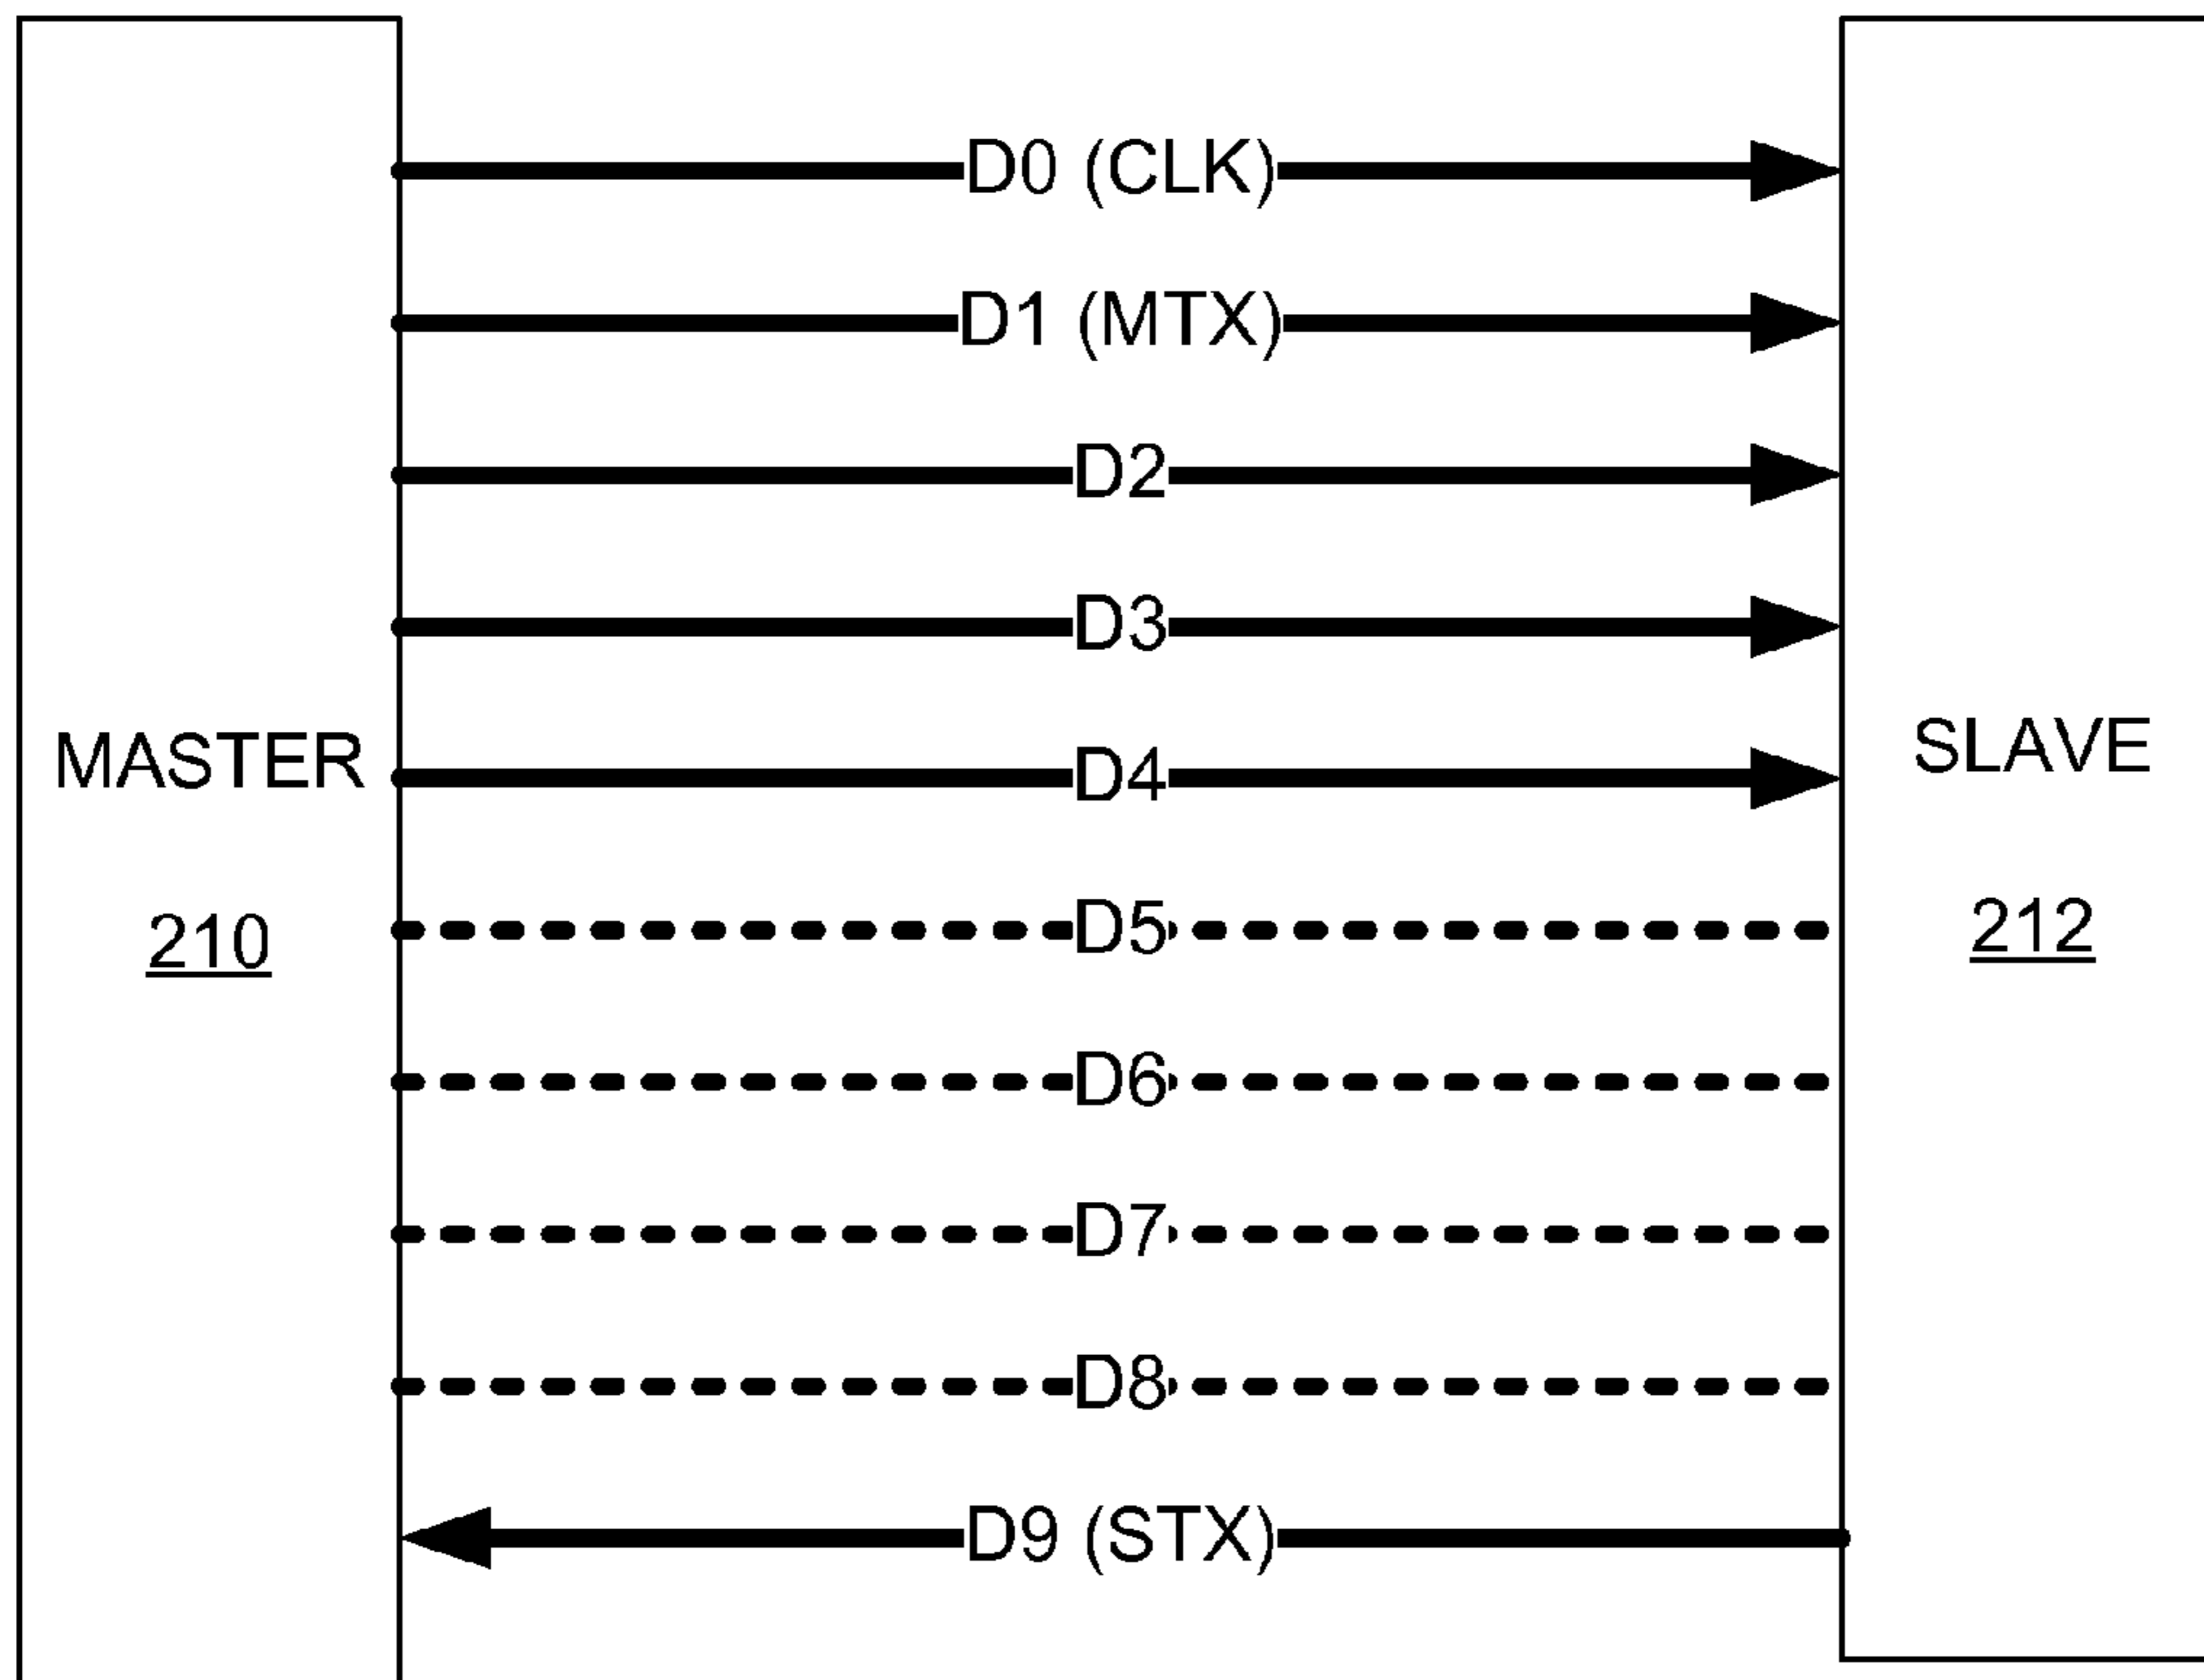 D0 (CLK)
D1 (MTX)
D2
D3
MASTER
D4
SLAVE
210
D5
212
D6
D7
D8
D9 (STX)